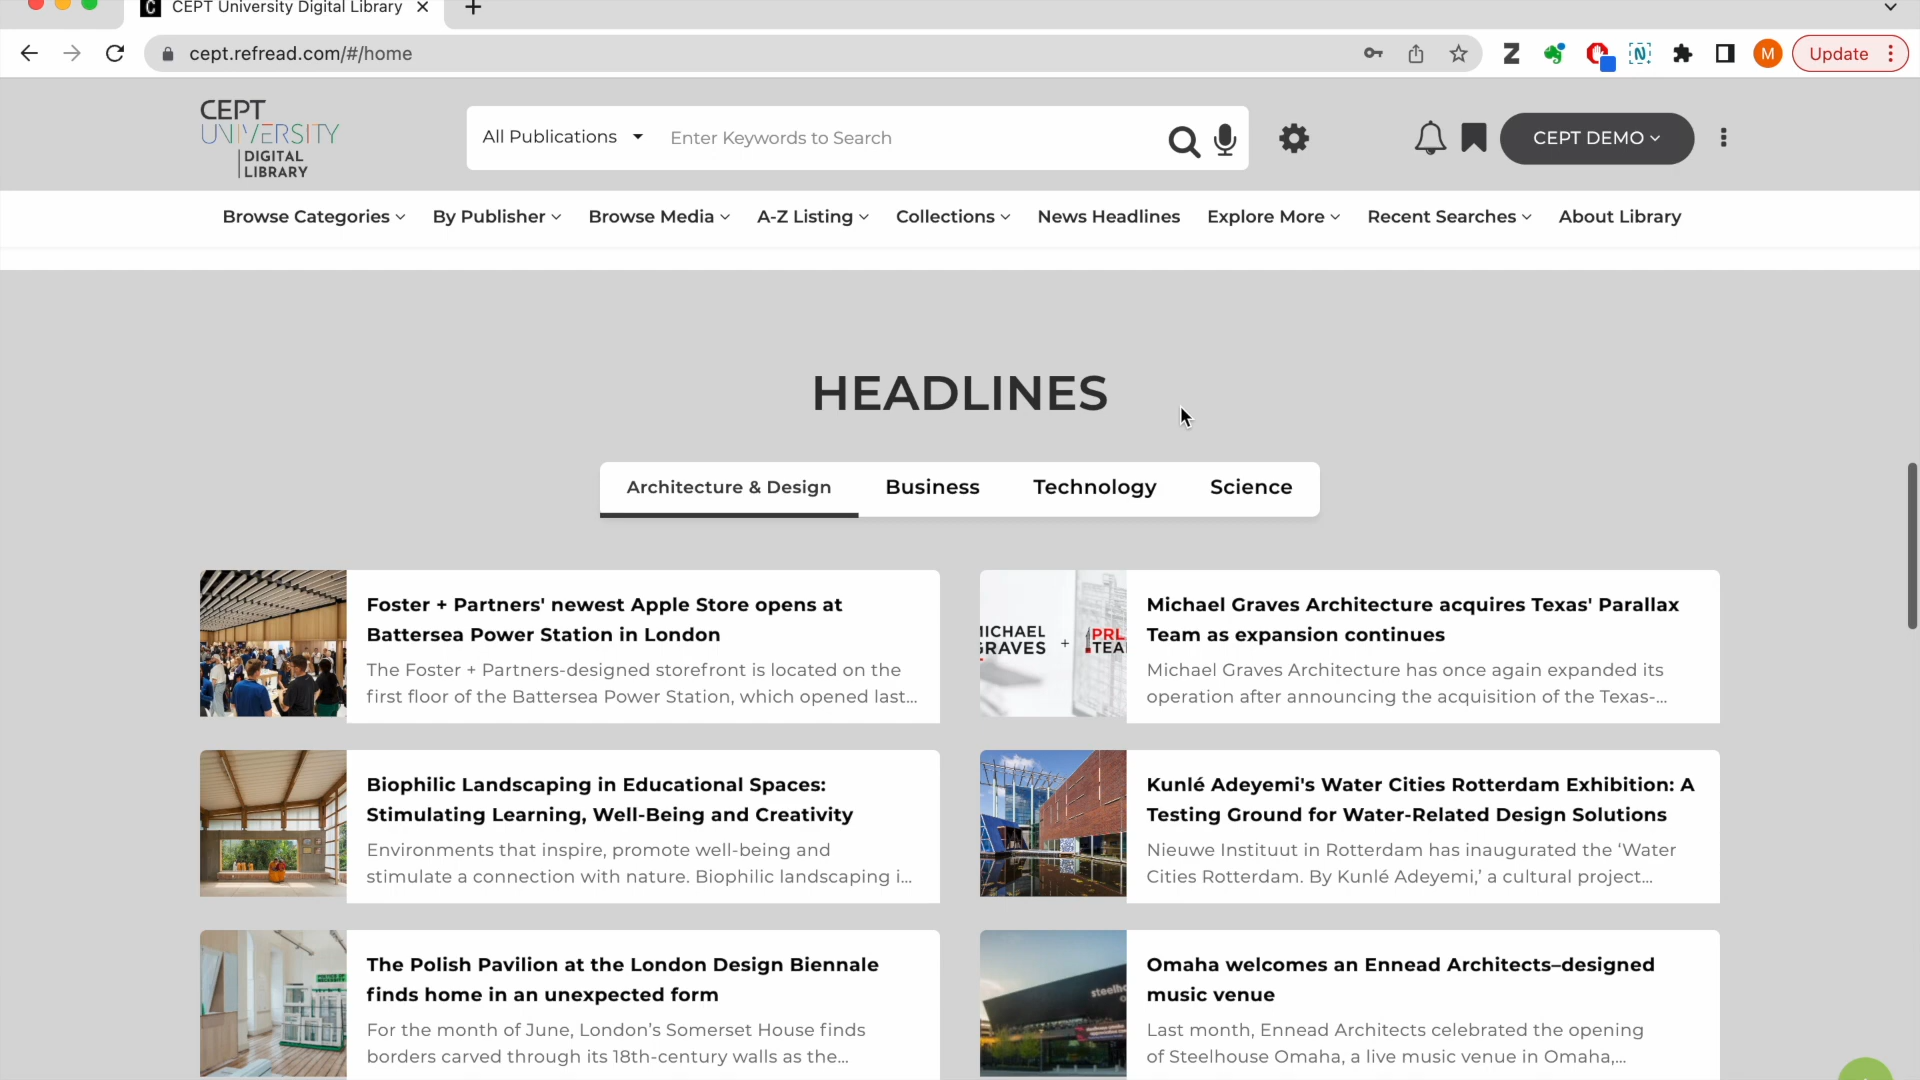 CEPT University Digital Library
cept.refread.com/#/home
M
Update
CEPT
UNIVERSITY
DIGITAL
LIBRARY
All Publications
Enter Keywords to Search
CEPT DEMO
Browse Categories
By Publisher
Browse Media
A-Z Listing
Collections
News Headlines
Explore More
Recent Searches
About Library
HEADLINES
Architecture & Design
Business
Technology
Science
Foster + Partners' newest Apple Store opens at
Battersea Power Station in London
The Foster + Partners-designed storefront is located on the
first floor of the Battersea Power Station, which opened last...
MICHAEL
GRAVES
+
PRL
TEA
Michael Graves Architecture acquires Texas' Parallax
Team as expansion continues
Michael Graves Architecture has once again expanded its
operation after announcing the acquisition of the Texas-...
Biophilic Landscaping in Educational Spaces:
Stimulating Learning, Well-Being and Creativity
Environments that inspire, promote well-being and
stimulate a connection with nature. Biophilic landscaping i...
Kunlé Adeyemi's Water Cities Rotterdam Exhibition: A
Testing Ground for Water-Related Design Solutions
Nieuwe Instituut in Rotterdam has inaugurated the ‘Water
Cities Rotterdam. By Kunlé Adeyemi,’ a cultural project...
The Polish Pavilion at the London Design Biennale
finds home in an unexpected form
For the month of June, London’s Somerset House finds
borders carved through its 18th-century walls as the...
steelho
Omaha welcomes an Ennead Architects–designed
music venue
Last month, Ennead Architects celebrated the opening
of Steelhouse Omaha, a live music venue in Omaha,...